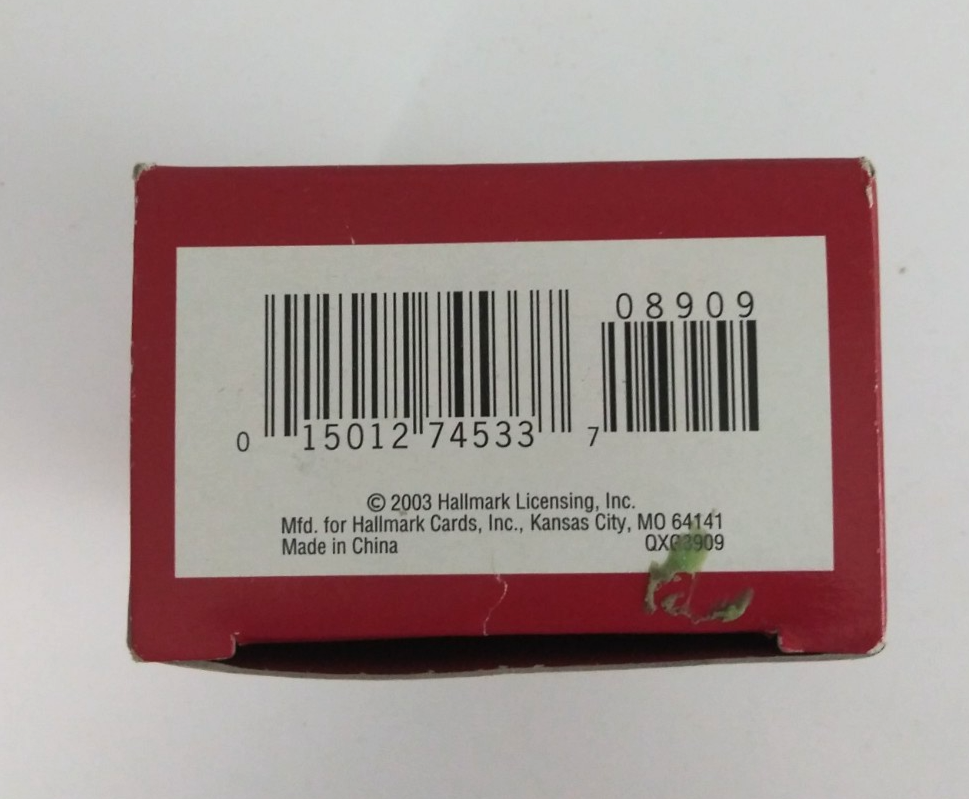 08909
0 15012 74533 7
© 2003 Hallmark Licensing, Inc.
Mfd. for Hallmark Cards, Inc., Kansas City, MO 64141
Made in China